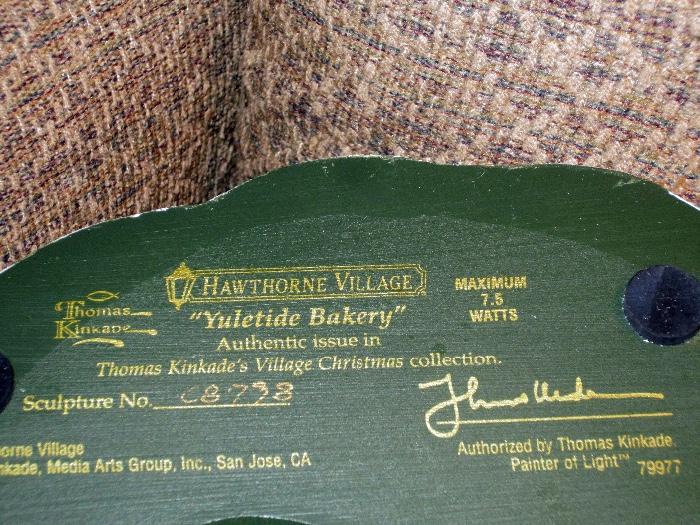 HAWTHORNE VILLAGE
Thomas Kinkade
"Yuletide Bakery"
MAXIMUM
7.5
WATTS
Authentic issue in
Thomas Kinkade's Village Christmas collection.
Sculpture No. C8738
Authorized by Thomas Kinkade.
Painter of Light™ 79977
orne Village
nkade, Media Arts Group, Inc., San Jose, CA